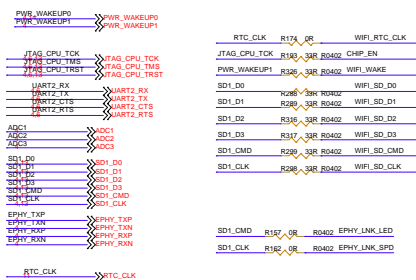 PWR_WAKEUP0 PWR_WAKEUP0
PWR_WAKEUP1 PWR_WAKEUP1
JTAG_CPU_TCK JTAG_CPU_TCK
JTAG_CPU_TMS JTAG_CPU_TMS
JTAG_CPU_TRST JTAG_CPU_TRST
UART2_RX UART2_RX
UART2_TX UART2_TX
UART2_CTS UART2_CTS
UART2_RTS UART2_RTS
ADC1 ADC1
ADC2 ADC2
ADC3 ADC3
SD1_D0 SD1_D0
SD1_D1 SD1_D1
SD1_D2 SD1_D2
SD1_D3 SD1_D3
SD1_CMD SD1_CMD
SD1_CLK SD1_CLK
EPHY_TXP EPHY_TXP
EPHY_TXN EPHY_TXN
EPHY_RXP EPHY_RXP
EPHY_RXN EPHY_RXN
RTC_CLK RTC_CLK
RTC_CLK R174 0R WIFI_RTC_CLK
JTAG_CPU_TCK R193 33R R0402 CHIP_EN
PWR_WAKEUP1 R326 33R R0402 WIFI_WAKE
SD1_D0 R288 33R R0402 WIFI_SD_D0
SD1_D1 R289 33R R0402 WIFI_SD_D1
SD1_D2 R316 33R R0402 WIFI_SD_D2
SD1_D3 R317 33R R0402 WIFI_SD_D3
SD1_CMD R299 33R R0402 WIFI_SD_CMD
SD1_CLK R298 33R R0402 WIFI_SD_CLK
SD1_CMD R157 0R R0402 EPHY_LNK_LED
SD1_CLK R162 0R R0402 EPHY_LNK_SPD